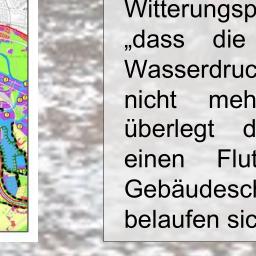 Witterungsp
„dass die
Wasserdruc
nicht meh
überlegt d
einen Flut
Gebäudesch
belaufen sic